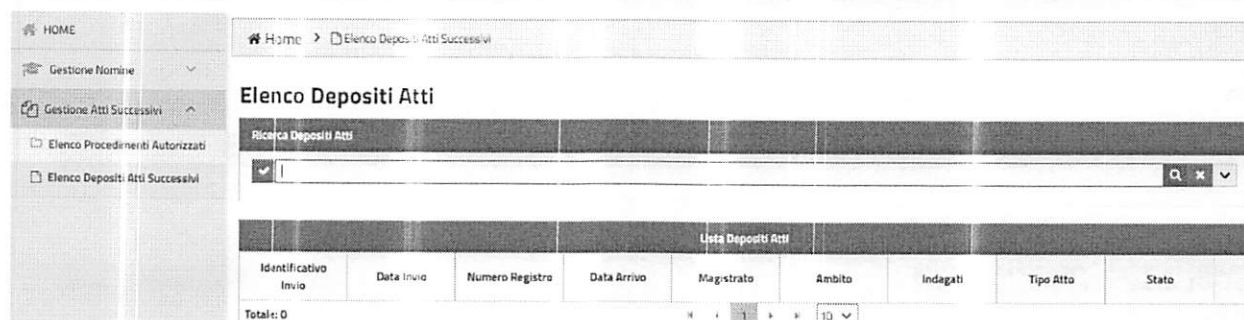 HOME
Gestione Nomine
Gestione Atti Successivi
Elenco Procedimenti Autorizzati
Elenco Depositi Atti Successivi
Home > Elenco Depositi Atti Successivi
Elenco Depositi Atti
Ricerca Depositi Atti
Lista Depositi Atti
Identificativo Invio Data Invio Numero Registro Data Arrivo Magistrato Ambito Indagati Tipo Atto Stato
Totale: 0 1 10